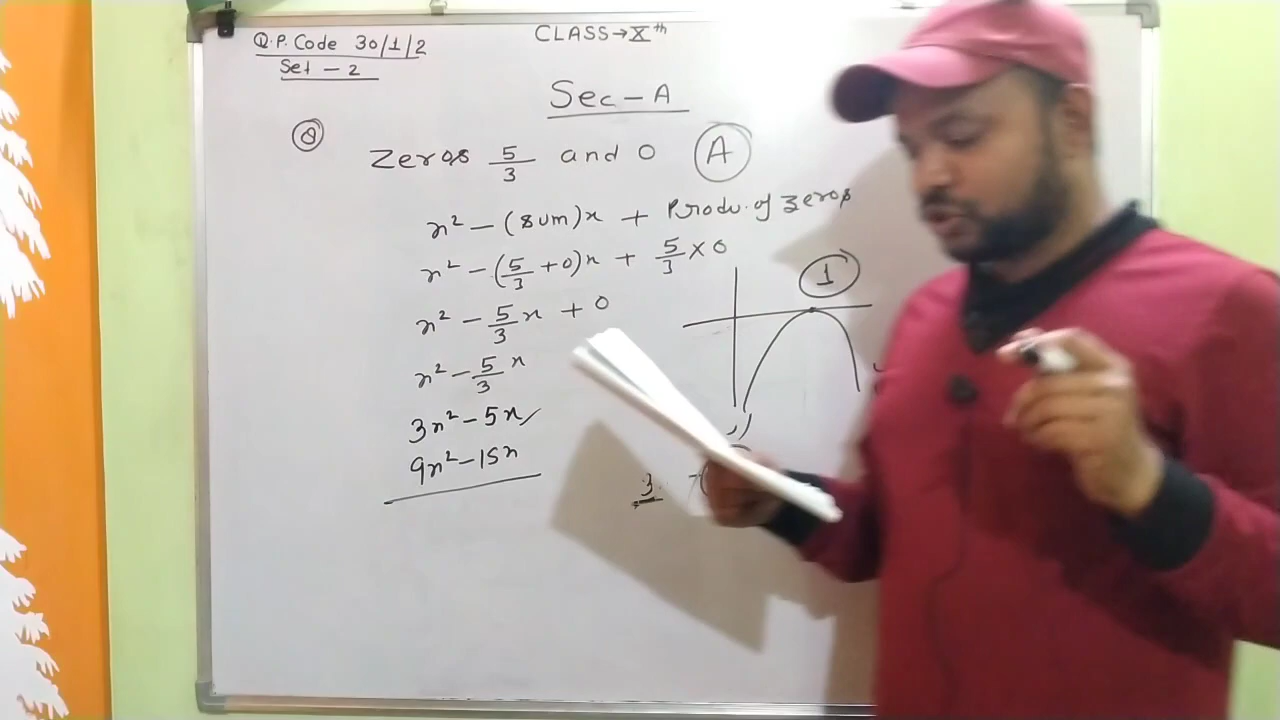 Q.P. Code 30/1/2
Set - 2
CLASS→Xth
Sec-A
Zeros 5/3 and 0 A
x² - (Sum)x + Produ. of zeros
x² - (5/3 + 0)x + 5/3 × 0
x² - 5/3 x + 0
x² - 5/3 x
3x² - 5x
9x² - 15x
1
3.